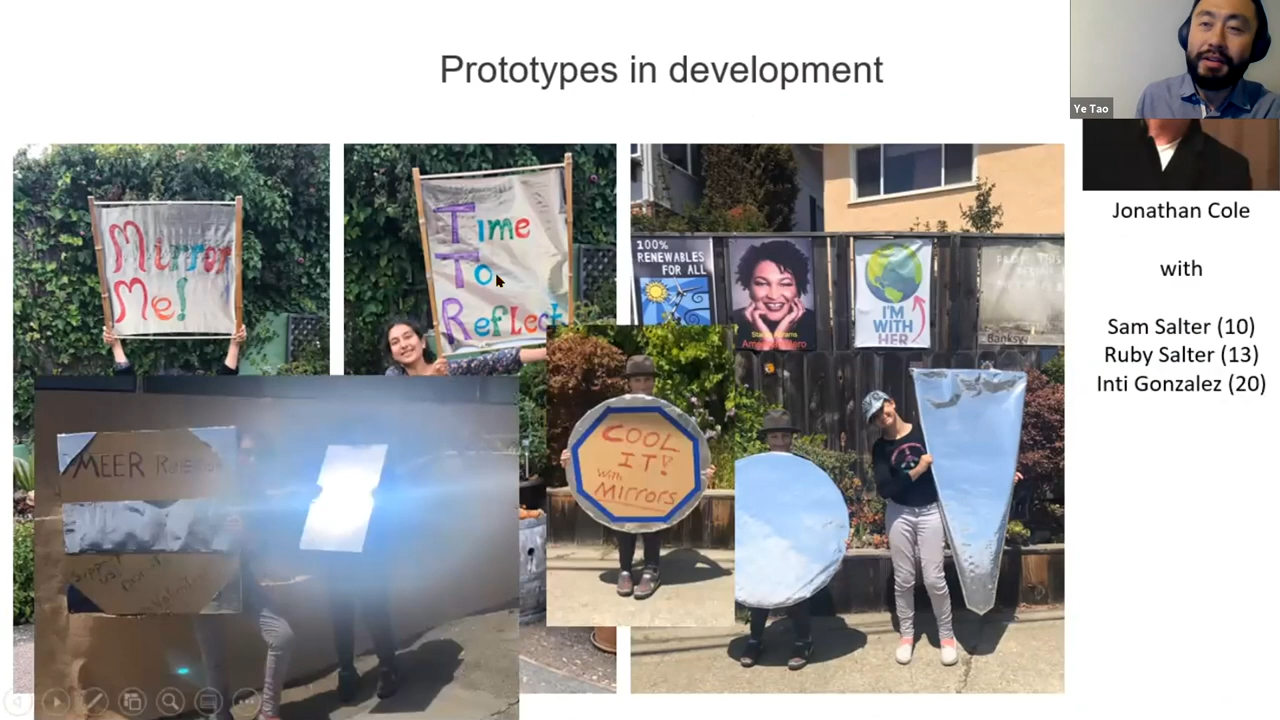 Prototypes in development
Ye Tao
Jonathan Cole
with
Sam Salter (10)
Ruby Salter (13)
Inti Gonzalez (20)
Mirror
Me!
Time
To
Reflect
100%
RENEWABLES
FOR ALL
I'M
WITH
HER
Banksy
MEER
COOL
IT!
With
Mirrors